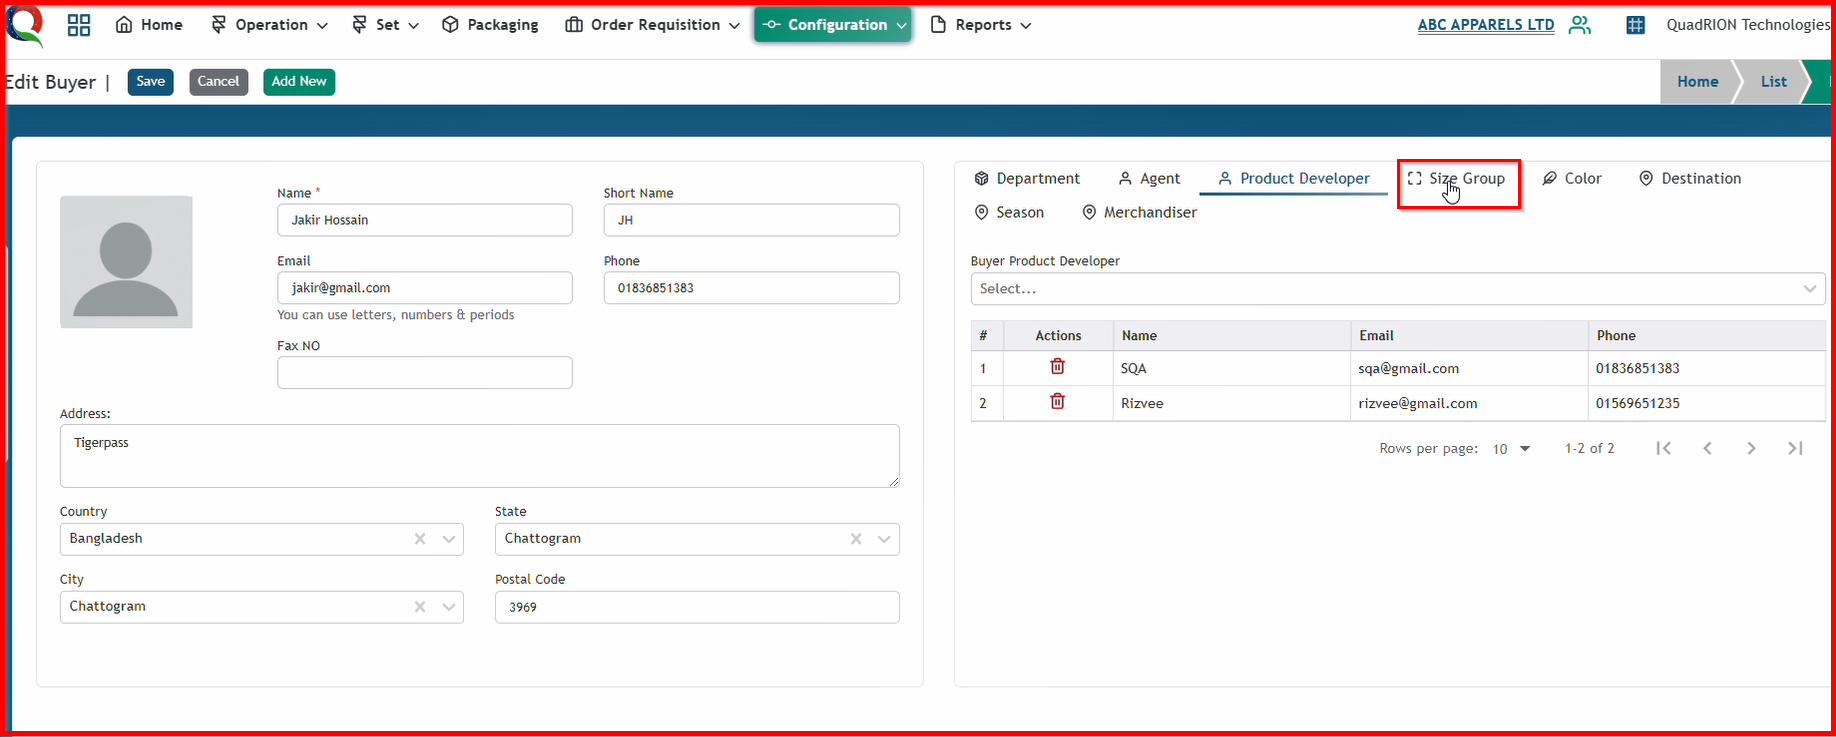 Home Operation Set Packaging Order Requisition Configuration Reports ABC APPARELS LTD QuadRION Technologies
Edit Buyer | Save Cancel Add New Home List
Name *
Jakir Hossain
Short Name
JH
Email
jakir@gmail.com
You can use letters, numbers & periods
Phone
01836851383
Fax NO
Address:
Tigerpass
Country
Bangladesh
State
Chattogram
City
Chattogram
Postal Code
3969
Department Agent Product Developer Size Group Color Destination
Season Merchandiser
Buyer Product Developer
Select...
# Actions Name Email Phone
1 SQA sqa@gmail.com 01836851383
2 Rizvee rizvee@gmail.com 01569651235
Rows per page: 10 1-2 of 2